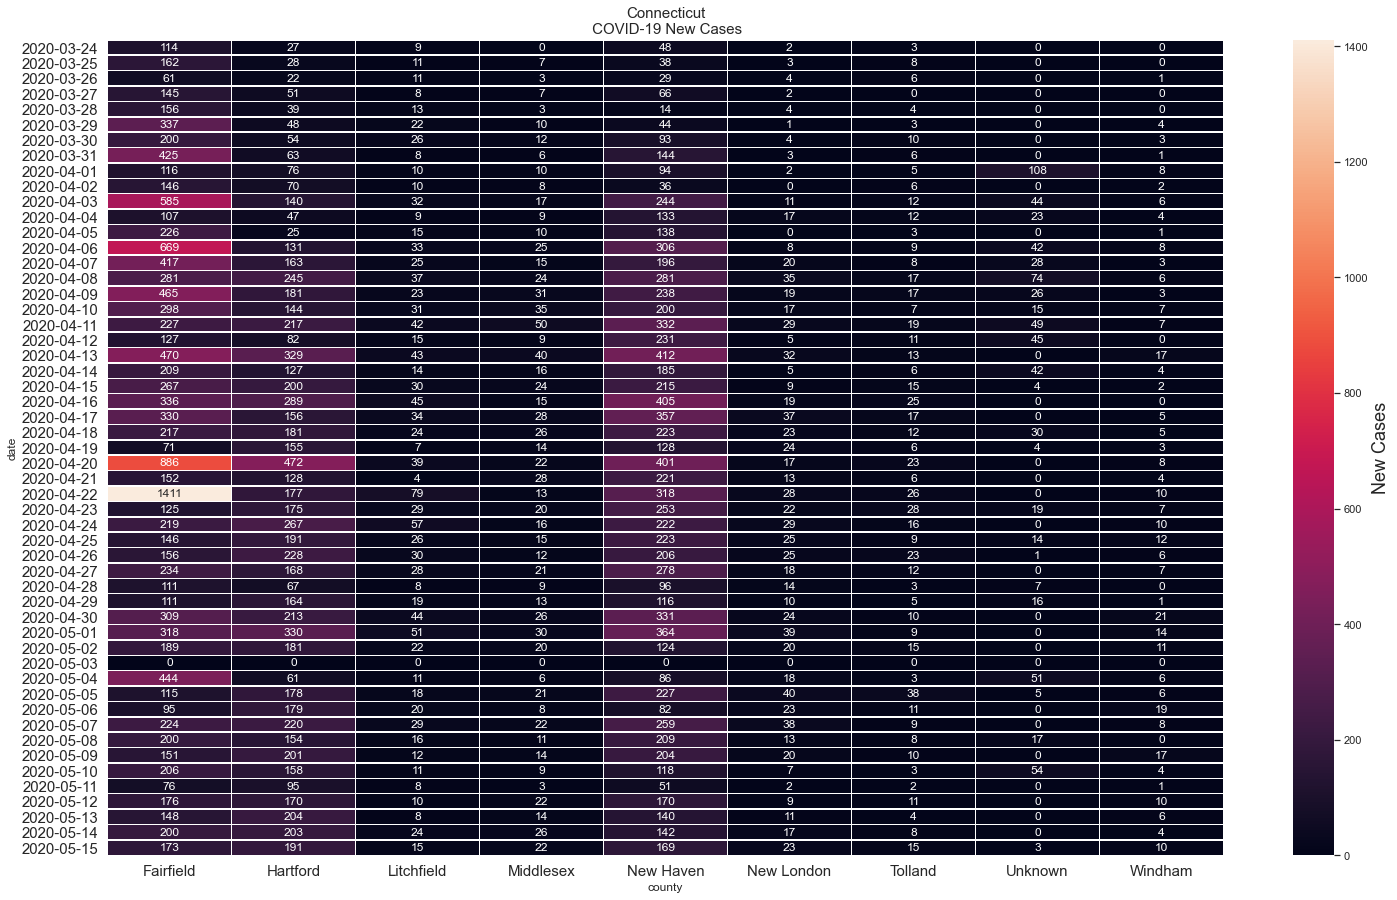 Connecticut
COVID-19 New Cases
2020-03-24 114 27 9 0 48 2 3 0 0
2020-03-25 162 28 11 7 38 3 8 0 0
2020-03-26 61 22 11 3 29 4 6 0 1
2020-03-27 145 51 8 7 66 2 0 0 0
2020-03-28 156 39 13 3 14 4 4 0 0
2020-03-29 337 48 22 10 44 1 3 0 4
2020-03-30 200 54 26 12 93 4 10 0 3
2020-03-31 425 63 8 6 144 3 6 0 1
2020-04-01 116 76 10 10 94 2 5 108 8
2020-04-02 146 70 10 8 36 0 6 0 2
2020-04-03 585 140 32 17 244 11 12 44 6
2020-04-04 107 47 9 9 133 17 12 23 4
2020-04-05 226 25 15 10 138 0 3 0 1
2020-04-06 669 131 33 25 306 8 9 42 8
2020-04-07 417 163 25 15 196 20 8 28 3
2020-04-08 281 245 37 24 281 35 17 74 6
2020-04-09 465 181 23 31 238 19 17 26 3
2020-04-10 298 144 31 35 200 17 7 15 7
2020-04-11 227 217 42 50 332 29 19 49 7
2020-04-12 127 82 15 9 231 5 11 45 0
2020-04-13 470 329 43 40 412 32 13 0 17
2020-04-14 209 127 14 16 185 5 6 42 4
2020-04-15 267 200 30 24 215 9 15 4 2
2020-04-16 336 289 45 15 405 19 25 0 0
2020-04-17 330 156 34 28 357 37 17 0 5
2020-04-18 217 181 24 26 223 23 12 30 5
2020-04-19 71 155 7 14 128 24 6 4 3
2020-04-20 886 472 39 22 401 17 23 0 8
2020-04-21 152 128 4 28 221 13 6 0 4
2020-04-22 1411 177 79 13 318 28 26 0 10
2020-04-23 125 175 29 20 253 22 28 19 7
2020-04-24 219 267 57 16 222 29 16 0 10
2020-04-25 146 191 26 15 223 25 9 14 12
2020-04-26 156 228 30 12 206 25 23 1 6
2020-04-27 234 168 28 21 278 18 12 0 7
2020-04-28 111 67 8 9 96 14 3 7 0
2020-04-29 111 164 19 13 116 10 5 16 1
2020-04-30 309 213 44 26 331 24 10 0 21
2020-05-01 318 330 51 30 364 39 9 0 14
2020-05-02 189 181 22 20 124 20 15 0 11
2020-05-03 0 0 0 0 0 0 0 0 0
2020-05-04 444 61 11 6 86 18 3 51 6
2020-05-05 115 178 18 21 227 40 38 5 6
2020-05-06 95 179 20 8 82 23 11 0 19
2020-05-07 224 220 29 22 259 38 9 0 8
2020-05-08 200 154 16 11 209 13 8 17 0
2020-05-09 151 201 12 14 204 20 10 0 17
2020-05-10 206 158 11 9 118 7 3 54 4
2020-05-11 76 95 8 3 51 2 2 0 1
2020-05-12 176 170 10 22 170 9 11 0 10
2020-05-13 148 204 8 14 140 11 4 0 6
2020-05-14 200 203 24 26 142 17 8 0 4
2020-05-15 173 191 15 22 169 23 15 3 10
Fairfield Hartford Litchfield Middlesex New Haven New London Tolland Unknown Windham
county
date
1400
1200
1000
800
600
400
200
0
New Cases